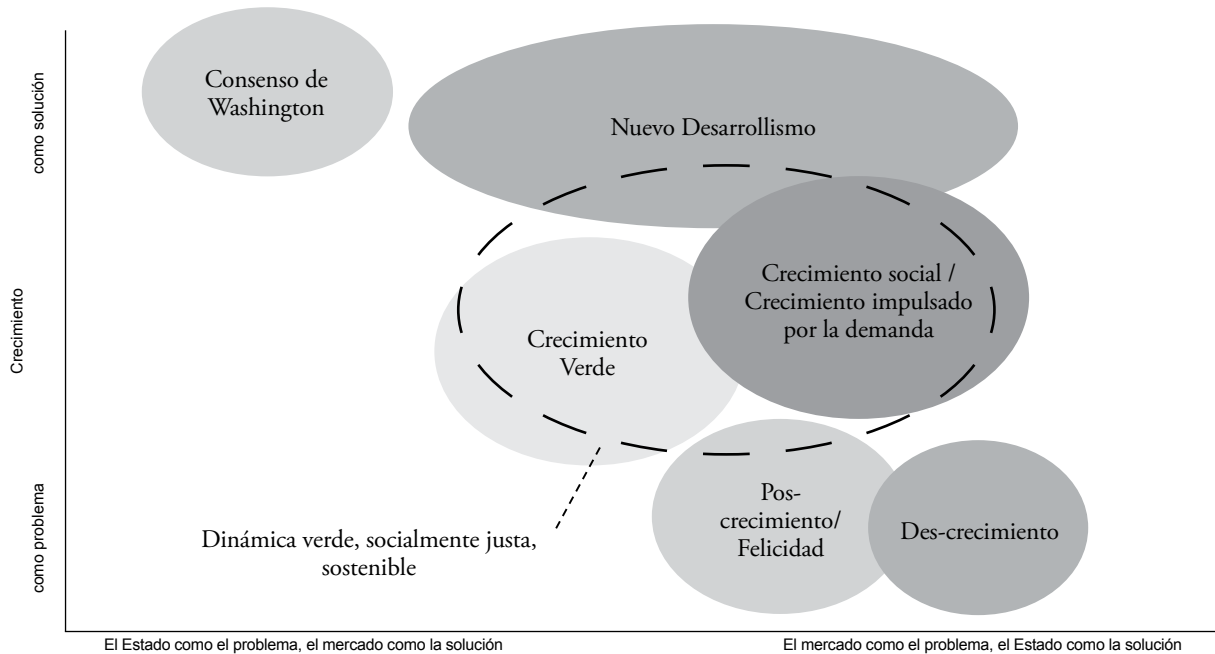 Consenso de
Washington
Nuevo Desarrollismo
Crecimiento social /
Crecimiento impulsado
por la demanda
Crecimiento
Verde
Pos-
crecimiento/
Felicidad
Des-crecimiento
Dinámica verde, socialmente justa,
sostenible
como solución
Crecimiento
como problema
El Estado como el problema, el mercado como la solución
El mercado como el problema, el Estado como la solución